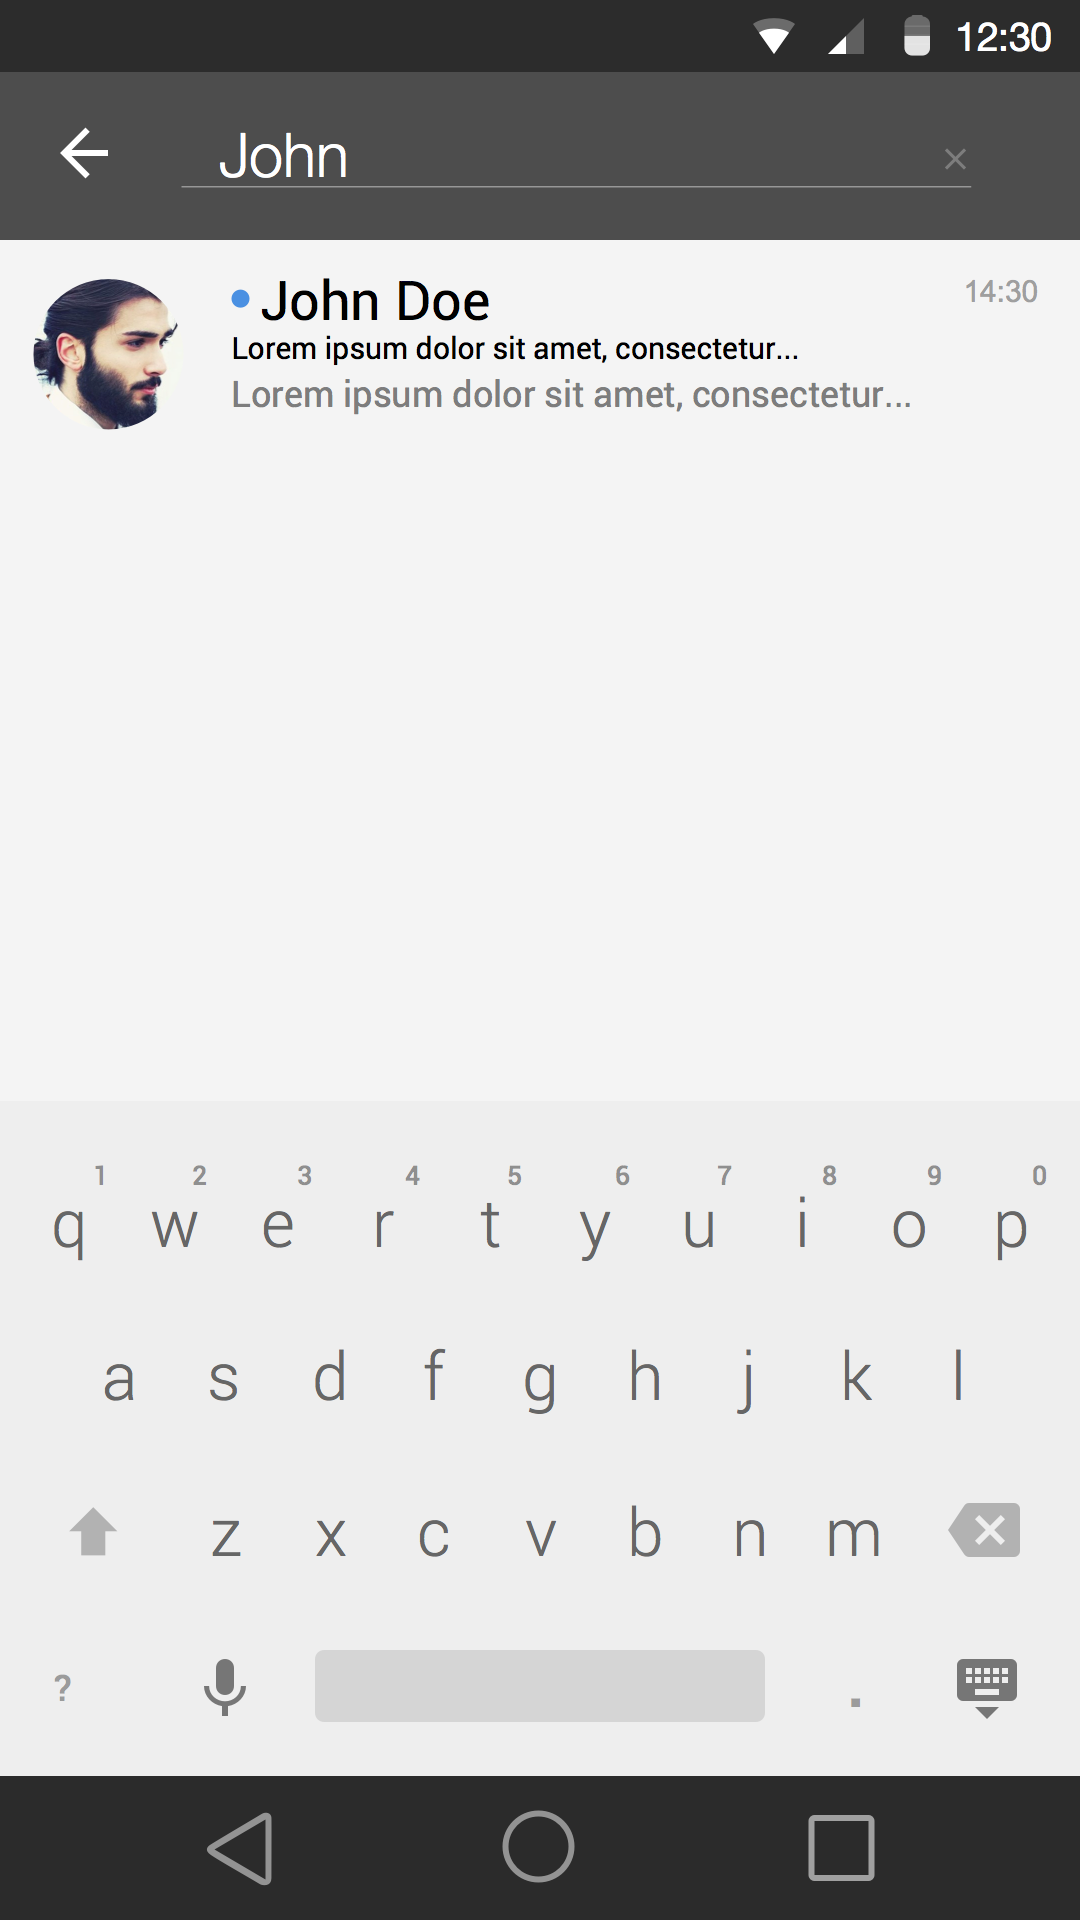 12:30
John
John Doe
14:30
Lorem ipsum dolor sit amet, consectetur...
Lorem ipsum dolor sit amet, consectetur...
1 2 3 4 5 6 7 8 9 0
q w e r t y u i o p
a s d f g h j k l
z x c v b n m
? .